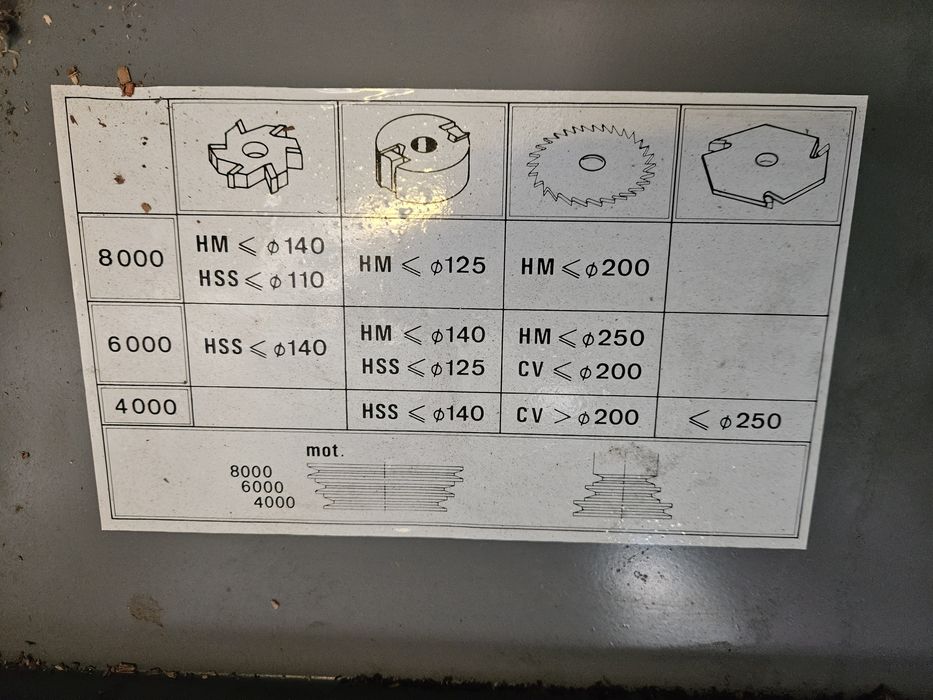 8000
HM ⩽ ϕ140
HSS ⩽ ϕ110
HM ⩽ ϕ125
HM ⩽ ϕ200
6000
HSS ⩽ ϕ140
HM ⩽ ϕ140
HSS ⩽ ϕ125
HM ⩽ ϕ250
CV ⩽ ϕ200
4000
HSS ⩽ ϕ140
CV > ϕ200
⩽ ϕ250
mot.
8000
6000
4000